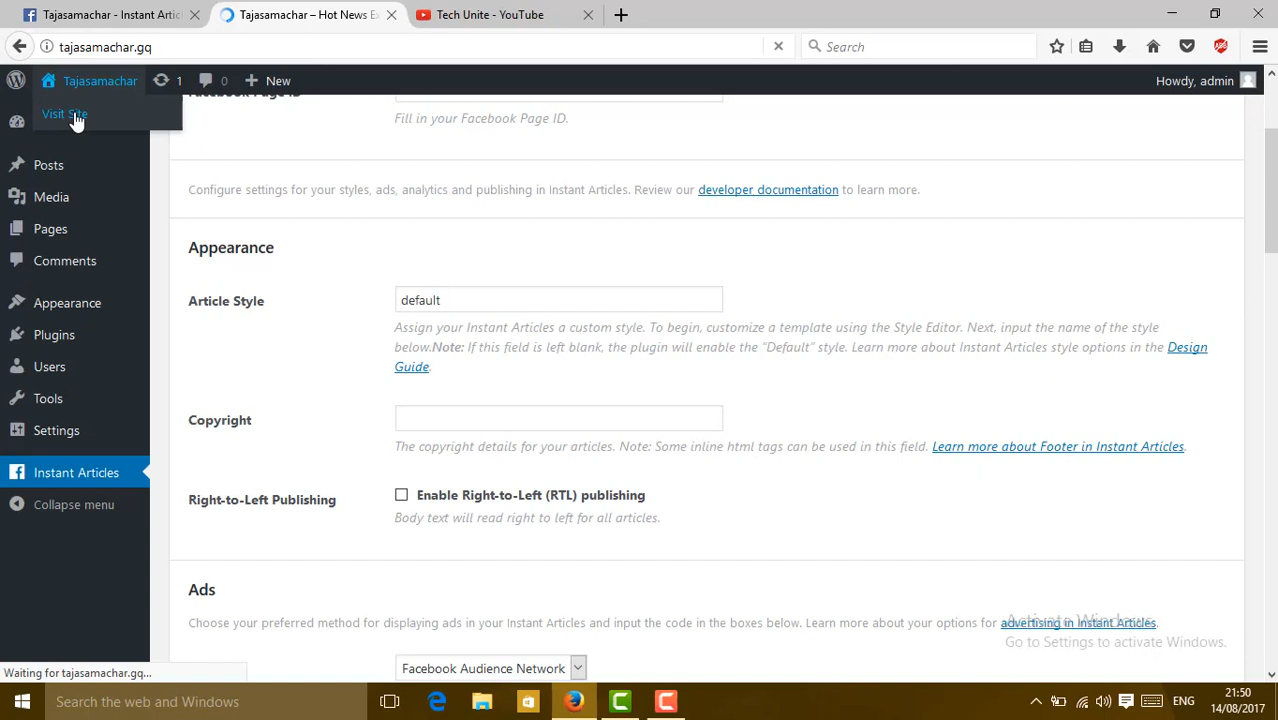 Facebook - Instant Artic
Tajasamachar – Hot News E
Tech Unite - YouTube
tajasamachar.gq
Search
ABP
Tajasamachar
1
0
New
Howdy, admin
Visit Site
Fill in your Facebook Page ID.
Posts
Media
Pages
Comments
Appearance
Plugins
Users
Tools
Settings
Instant Articles
Collapse menu
Configure settings for your styles, ads, analytics and publishing in Instant Articles. Review our developer documentation to learn more.
Appearance
Article Style
default
Assign your Instant Articles a custom style. To begin, customize a template using the Style Editor. Next, input the name of the style
below.Note: If this field is left blank, the plugin will enable the "Default" style. Learn more about Instant Articles style options in the Design
Guide.
Copyright
The copyright details for your articles. Note: Some inline html tags can be used in this field. Learn more about Footer in Instant Articles.
Right-to-Left Publishing
Enable Right-to-Left (RTL) publishing
Body text will read right to left for all articles.
Ads
Choose your preferred method for displaying ads in your Instant Articles and input the code in the boxes below. Learn more about your options for advertising in Instant Articles.
Activate Windows
Go to Settings to activate Windows.
Facebook Audience Network
Waiting for tajasamachar.gq...
Search the web and Windows
ENG
21:50
14/08/2017